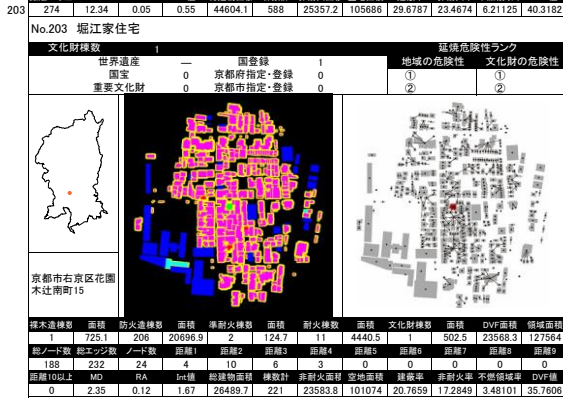 203 274 12.34 0.05 0.55 44604.1 588 25357.2 105686 29.6787 23.4674 6.21125 40.3182
No.203 堀江家住宅
文化財棟数 1 延焼危険性ランク
世界遺産 — 国登録 1 地域の危険性 文化財の危険性
国宝 0 京都府指定・登録 0 ① ①
重要文化財 0 京都市指定・登録 0 ② ②
京都市右京区花園
木辻南町15
裸木造棟数 面積 防火造棟数 面積 準耐火棟数 面積 耐火棟数 面積 文化財棟数 面積 DVF面積 領域面積
1 725.1 206 20696.9 2 124.7 11 4440.5 1 502.5 23568.3 127564
総ノード数 総エッジ数 ノード数 距離1 距離2 距離3 距離4 距離5 距離6 距離7 距離8 距離9
188 232 24 4 10 6 3 0 0 0 0 0
距離10以上 MD RA Int値 総建物面積 棟数計 非耐火面積 空地面積 建蔽率 非耐火率 不燃領域率 DVF値
0 2.35 0.12 1.67 26489.7 221 23583.8 101074 20.7659 17.2849 3.48101 35.7606